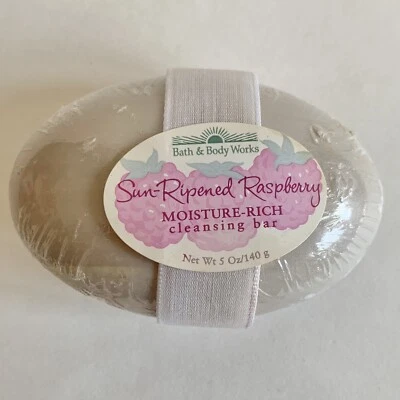 Bath & Body Works
Sun-Ripened Raspberry
MOISTURE-RICH
cleansing bar
Net Wt 5 Oz/140 g